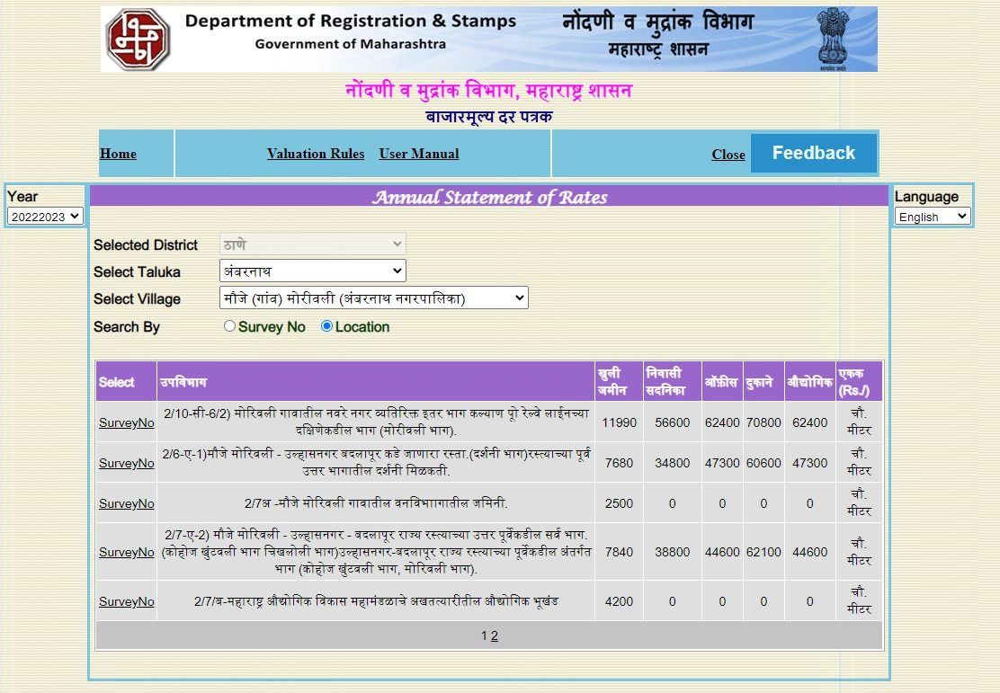 Department of Registration & Stamps
Government of Maharashtra
नोंदणी व मुद्रांक विभाग
महाराष्ट्र शासन
सत्यमेव जयते
नोंदणी व मुद्रांक विभाग, महाराष्ट्र शासन
बाजारमूल्य दर पत्रक
Home Valuation Rules User Manual Close Feedback
Year
20222023
Annual Statement of Rates
Language
English
Selected District ठाणे
Select Taluka अंबरनाथ
Select Village मौजे (गांव) मोरीवली (अंबरनाथ नगरपालिका)
Search By Survey No Location
Select उपविभाग खुली जमीन निवासी सदनिका ऑफ़ीस दुकाने औद्योगिक एकक (Rs./)
SurveyNo 2/10-सी-6/2) मोरिवली गावातील नवरे नगर व्यतिरिक्त इतर भाग कल्याण पूो रेल्वे लाईनच्या
दक्षिणेकडील भाग (मोरीवली भाग). 11990 56600 62400 70800 62400 चौ. मीटर
SurveyNo 2/6-ए-1)मौजे मोरिवली - उल्हासनगर बदलापूर कडे जाणारा रस्ता.(दर्शनी भाग)रस्त्याच्या पूर्व
उत्तर भागातील दर्शनी मिळकती. 7680 34800 47300 60600 47300 चौ. मीटर
SurveyNo 2/7अ -मौजे मोरिवली गावातील वनविभाागातील जमिनी. 2500 0 0 0 0 चौ. मीटर
SurveyNo 2/7-ए-2) मौजे मोरिवली - उल्हासनगर - बदलापूर राज्य रस्त्याच्या उत्तर पूर्वेकडील सर्व भाग.
(कोहोज खुंटवली भाग चिखलोली भाग)उल्हासनगर-बदलापूर राज्य रस्त्याच्या पूर्वेकडील अंतर्गत
भाग (कोहोज खुंटवली भाग, मोरिवली भाग). 7840 38800 44600 62100 44600 चौ. मीटर
SurveyNo 2/7/ब-महाराष्ट्र औद्योगिक विकास महामंडळाचे अखतत्यारीतील औद्योगिक भूखंड 4200 0 0 0 0 चौ. मीटर
1 2